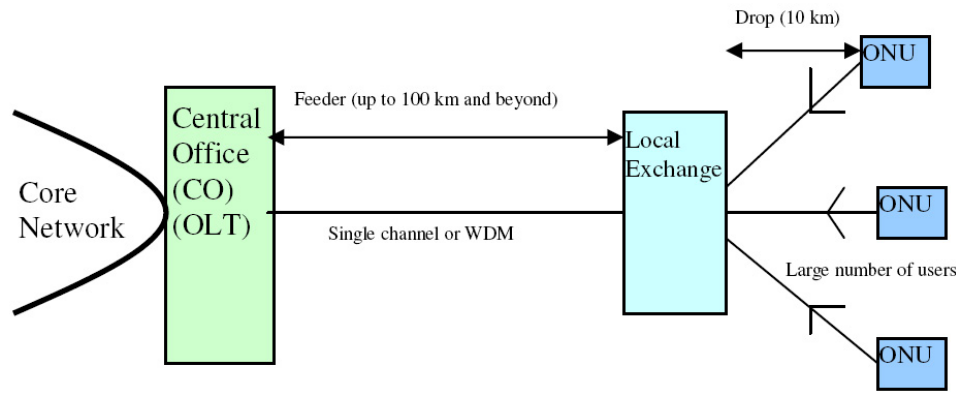 Drop (10 km)
ONU
Feeder (up to 100 km and beyond)
Central
Office
(CO)
(OLT)
Local
Exchange
Core
Network
Single channel or WDM
ONU
Large number of users
ONU